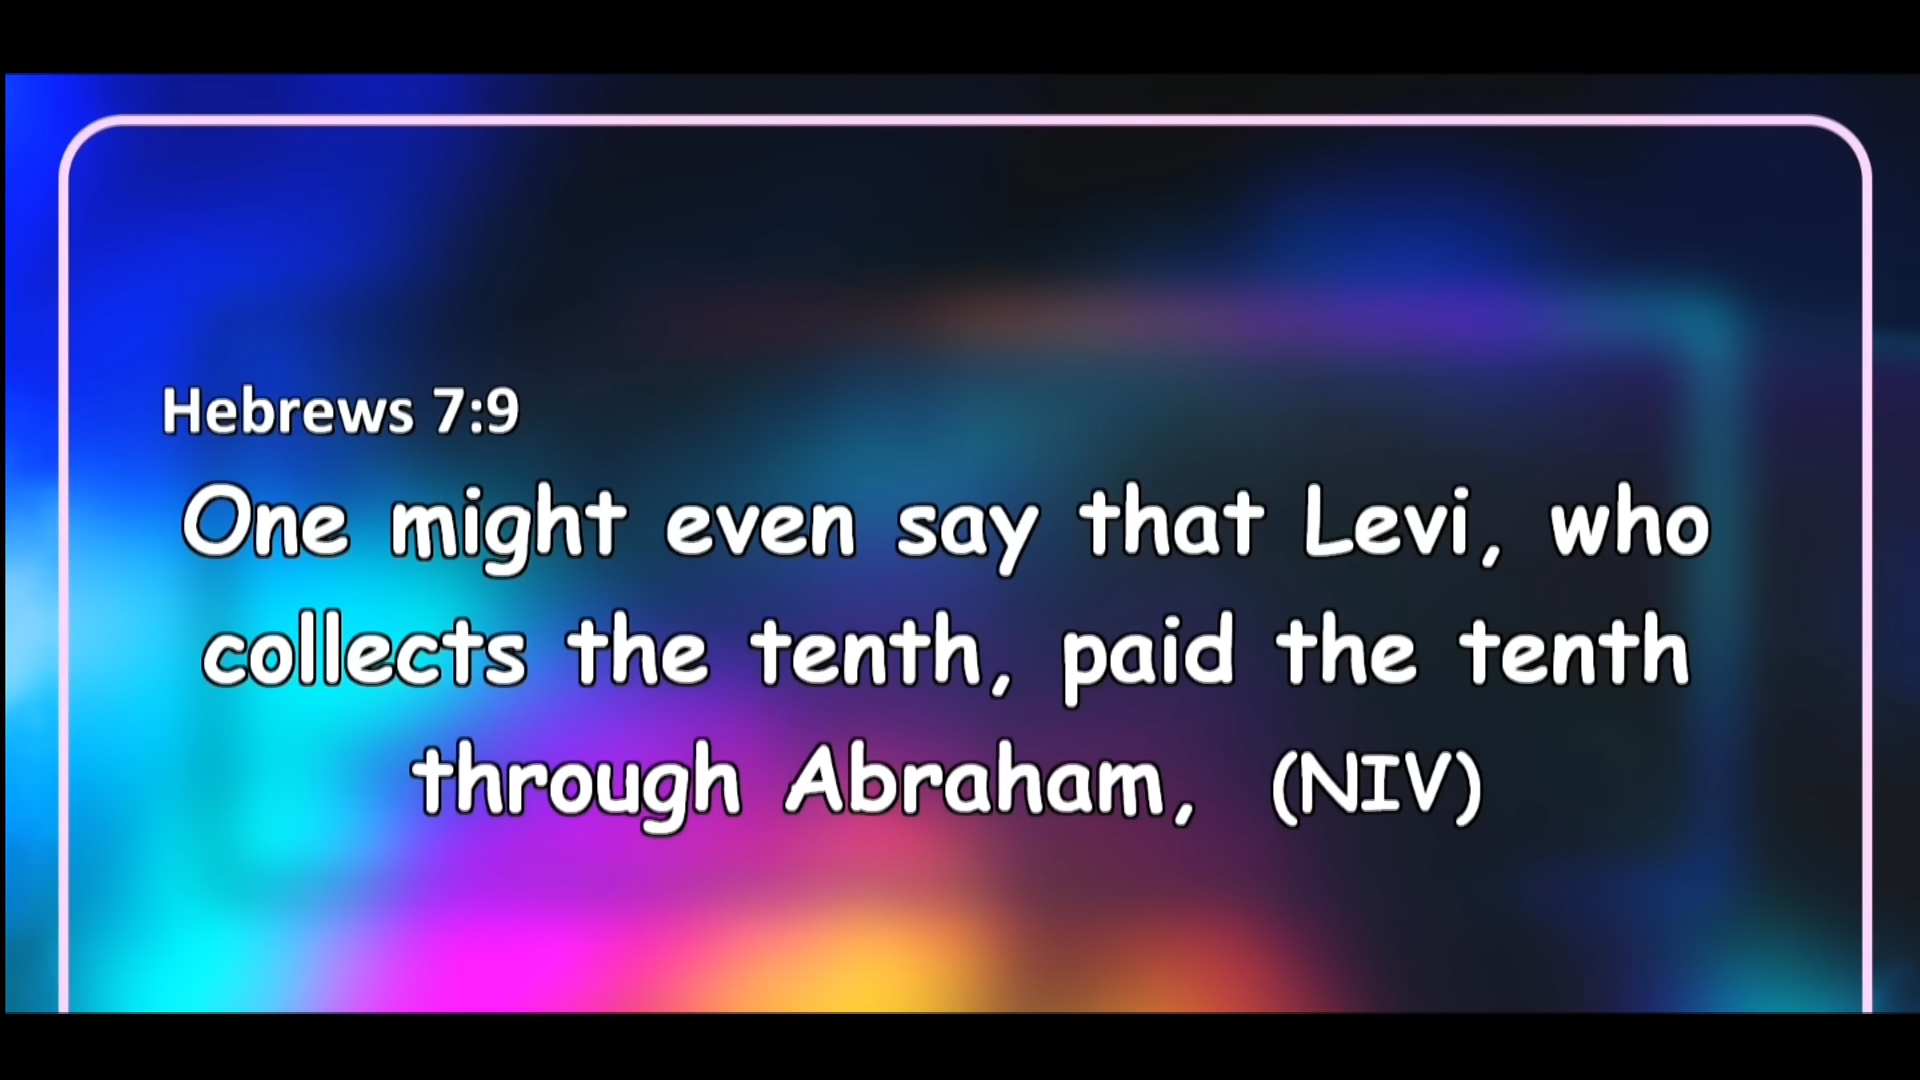 Hebrews 7:9
One might even say that Levi, who
collects the tenth, paid the tenth
through Abraham, (NIV)